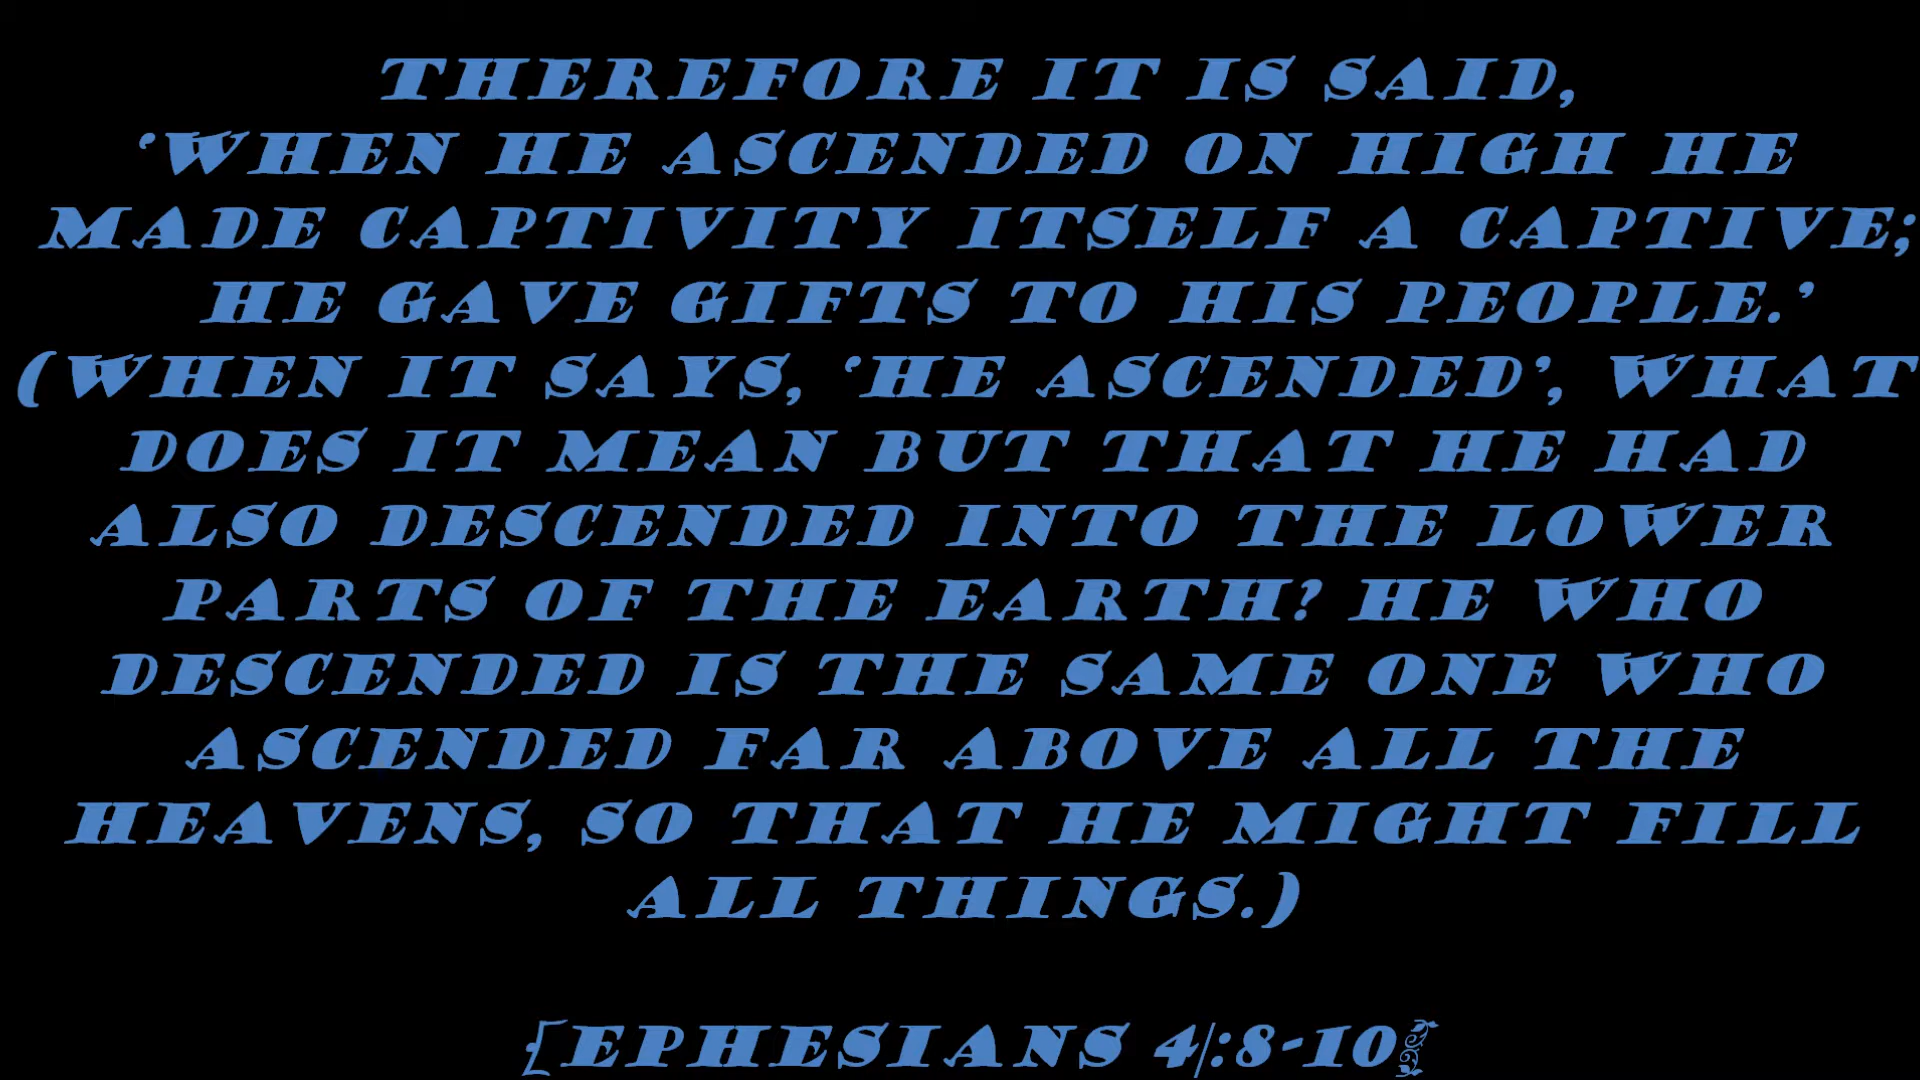 THEREFORE IT IS SAID,
‘WHEN HE ASCENDED ON HIGH HE
MADE CAPTIVITY ITSELF A CAPTIVE;
HE GAVE GIFTS TO HIS PEOPLE.’
(WHEN IT SAYS, ‘HE ASCENDED’, WHAT
DOES IT MEAN BUT THAT HE HAD
ALSO DESCENDED INTO THE LOWER
PARTS OF THE EARTH? HE WHO
DESCENDED IS THE SAME ONE WHO
ASCENDED FAR ABOVE ALL THE
HEAVENS, SO THAT HE MIGHT FILL
ALL THINGS.)
[EPHESIANS 4:8-10]